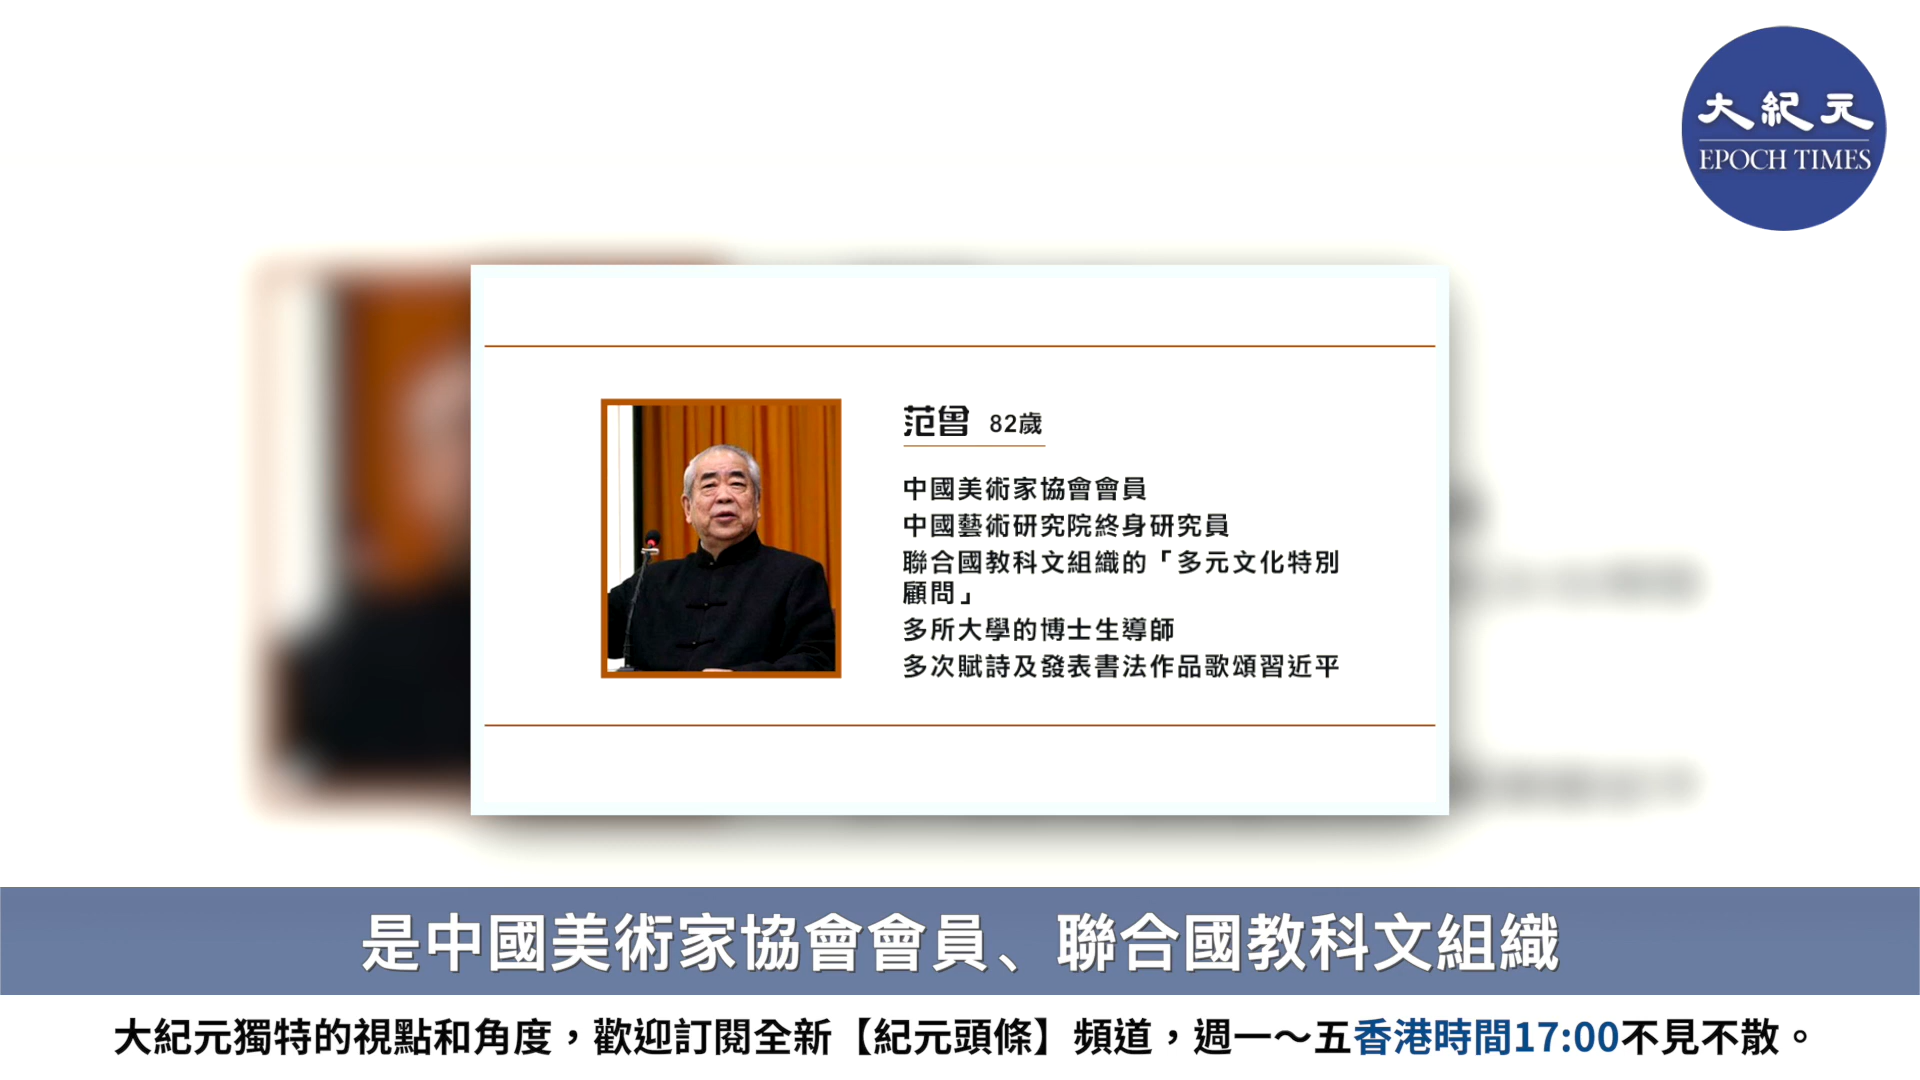 大紀元
EPOCH TIMES
范曾 82歲
中國美術家協會會員
中國藝術研究院終身研究員
聯合國教科文組織的「多元文化特別
顧問」
多所大學的博士生導師
多次賦詩及發表書法作品歌頌習近平
是中國美術家協會會員、聯合國教科文組織
大紀元獨特的視點和角度，歡迎訂閱全新【紀元頭條】頻道，週一～五香港時間17:00不見不散。